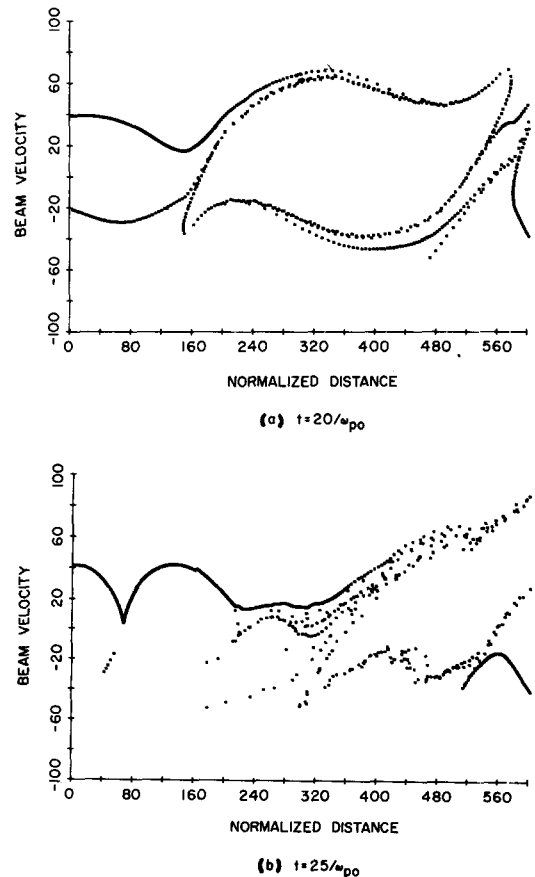 100
60
20
-20
-60
-100
BEAM VELOCITY
0 80 160 240 320 400 480 560
NORMALIZED DISTANCE
(a) t=20/ωpo
100
60
20
-20
-60
-100
BEAM VELOCITY
0 80 160 240 320 400 480 560
NORMALIZED DISTANCE
(b) t=25/ωpo